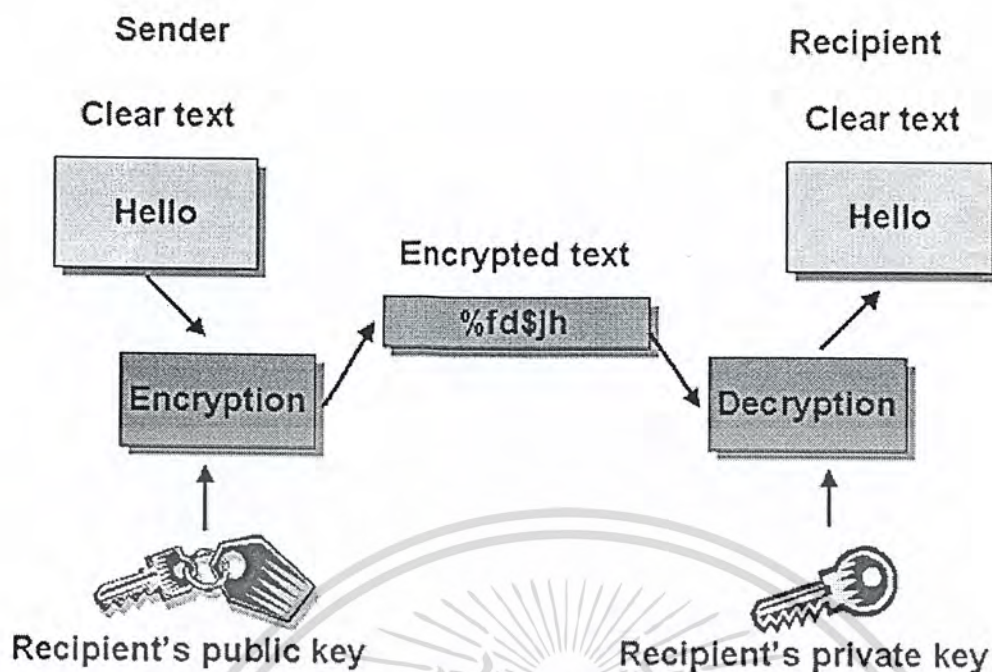 Sender
Recipient
Clear text
Clear text
Hello
Hello
Encrypted text
%fd$jh
Encryption
Decryption
Recipient's public key
Recipient's private key